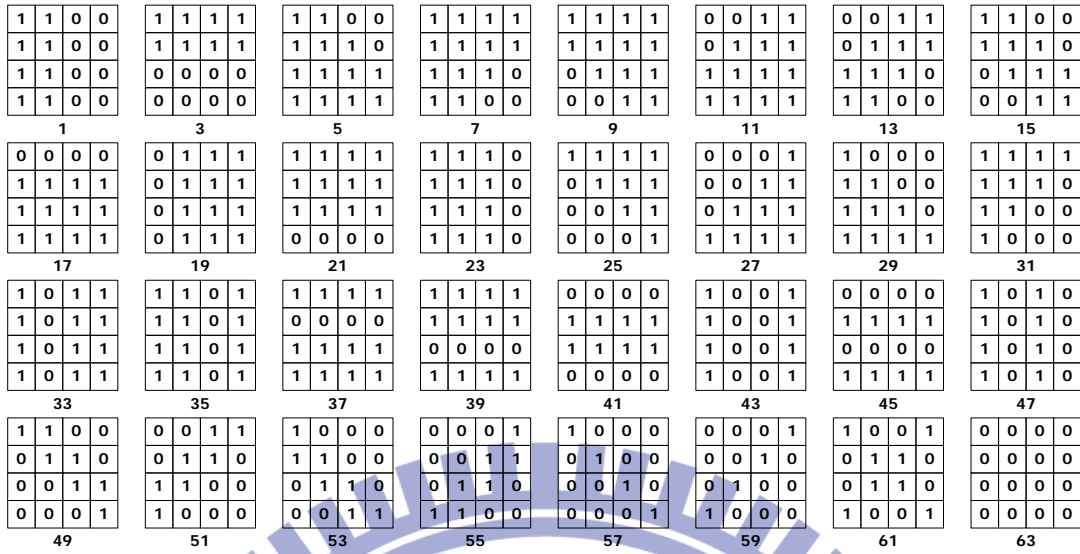 1 1 0 0 1 1 1 1 1 1 0 0 1 1 1 1 1 1 1 1 0 0 1 1 0 0 1 1 1 1 0 0
1 1 0 0 1 1 1 1 1 1 1 0 1 1 1 1 1 1 1 1 0 1 1 1 0 1 1 1 1 1 1 0
1 1 0 0 0 0 0 0 1 1 1 1 1 1 1 0 0 1 1 1 1 1 1 1 1 1 1 0 0 1 1 1
1 1 0 0 0 0 0 0 1 1 1 1 1 1 0 0 0 0 1 1 1 1 1 1 1 1 0 0 0 0 1 1
1 3 5 7 9 11 13 15
0 0 0 0 0 1 1 1 1 1 1 1 1 1 1 0 1 1 1 1 0 0 0 1 1 0 0 0 1 1 1 1
1 1 1 1 0 1 1 1 1 1 1 1 1 1 1 0 0 1 1 1 0 0 1 1 1 1 0 0 1 1 1 0
1 1 1 1 0 1 1 1 1 1 1 1 1 1 1 0 0 0 1 1 0 1 1 1 1 1 1 0 1 1 0 0
1 1 1 1 0 1 1 1 0 0 0 0 1 1 1 0 0 0 0 1 1 1 1 1 1 1 1 1 1 0 0 0
17 19 21 23 25 27 29 31
1 0 1 1 1 1 0 1 1 1 1 1 1 1 1 1 0 0 0 0 1 0 0 1 0 0 0 0 1 0 1 0
1 0 1 1 1 1 0 1 0 0 0 0 1 1 1 1 1 1 1 1 1 0 0 1 1 1 1 1 1 0 1 0
1 0 1 1 1 1 0 1 1 1 1 1 0 0 0 0 1 1 1 1 1 0 0 1 0 0 0 0 1 0 1 0
1 0 1 1 1 1 0 1 1 1 1 1 1 1 1 1 0 0 0 0 1 0 0 1 1 1 1 1 1 0 1 0
33 35 37 39 41 43 45 47
1 1 0 0 0 0 1 1 1 0 0 0 0 0 0 1 1 0 0 0 0 0 0 1 1 0 0 1 0 0 0 0
0 1 1 0 0 1 1 0 1 1 0 0 0 0 1 1 0 1 0 0 0 0 1 0 0 1 1 0 0 0 0 0
0 0 1 1 1 1 0 0 0 1 1 0 0 1 1 0 0 0 1 0 0 1 0 0 0 1 1 0 0 0 0 0
0 0 0 1 1 0 0 0 0 0 1 1 1 1 0 0 0 0 0 1 1 0 0 0 1 0 0 1 0 0 0 0
49 51 53 55 57 59 61 63